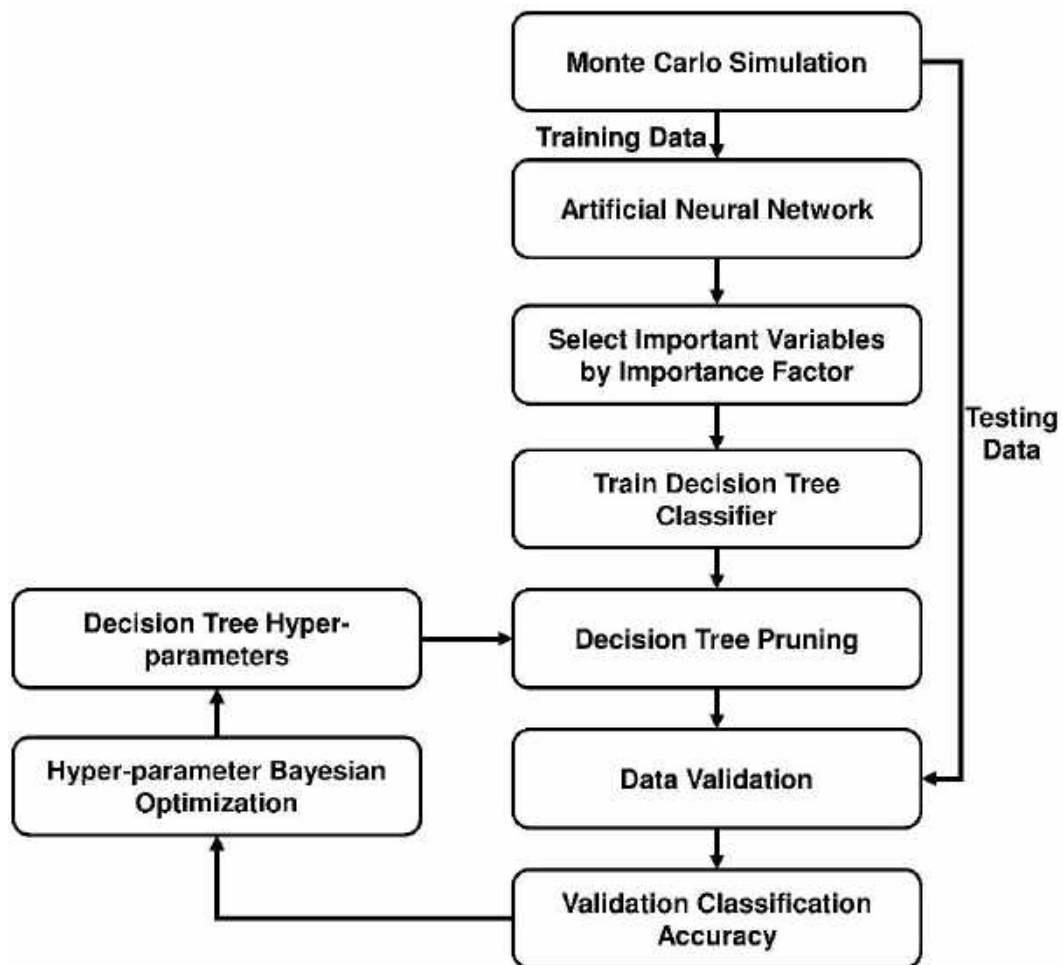 Monte Carlo Simulation
Training Data
Artificial Neural Network
Select Important Variables
by Importance Factor
Testing
Data
Train Decision Tree
Classifier
Decision Tree Hyper-
parameters
Decision Tree Pruning
Hyper-parameter Bayesian
Optimization
Data Validation
Validation Classification
Accuracy